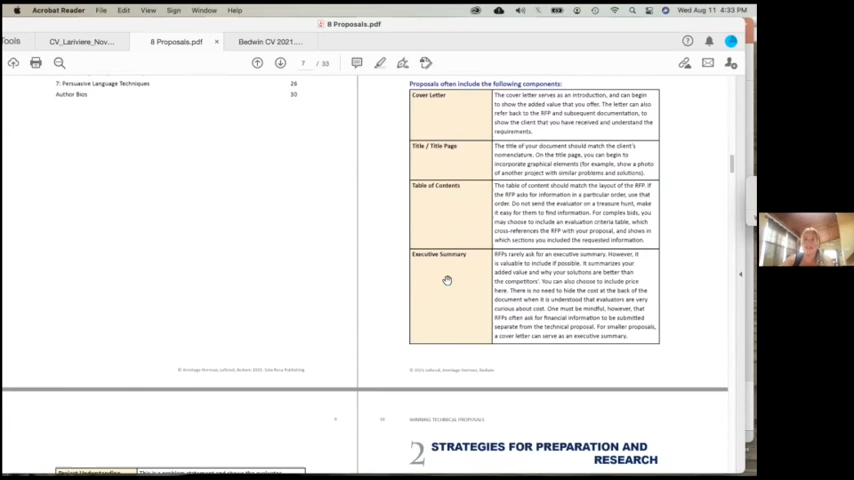 Acrobat Reader File Edit View Sign Window Help
Wed Aug 11 4:33 PM
8 Proposals.pdf
Tools
CV_Lariviere_Nov...
8 Proposals.pdf ×
Bedwin CV 2021....
7 / 33
7: Persuasive Language Techniques 26
Author Bios 30
Proposals often include the following components:
Cover Letter
The cover letter serves as an introduction, and can begin
to show the added value that you offer. The letter can also
refer back to the RFP and subsequent documentation, to
show the client that you have received and understand the
requirements.
Title / Title Page
The title of your document should match the client's
nomenclature. On the title page, you can begin to
incorporate graphical elements (for example, show a photo
of another project with similar problems and solutions).
Table of Contents
The table of content should match the layout of the RFP. If
the RFP asks for information in a particular order, use that
order. Do not send the evaluator on a treasure hunt, make
it easy for them to find information. For complex bids, you
may choose to include an evaluation criteria table, which
cross-references the RFP with your proposal, and shows in
which sections you included the requested information.
Executive Summary
RFPs rarely ask for an executive summary. However, it
is valuable to include if possible. It summarizes your
added value and why your solutions are better than
the competitors'. You can also choose to include price
here. There is no need to hide the cost at the back of the
document when it is understood that evaluators are very
curious about cost. One must be mindful, however, that
RFPs often ask for financial information to be submitted
separate from the technical proposal. For smaller proposals,
a cover letter can serve as an executive summary.
WINNING TECHNICAL PROPOSALS
2 STRATEGIES FOR PREPARATION AND
RESEARCH
Project Understanding
This is a problem statement and shows the evaluator